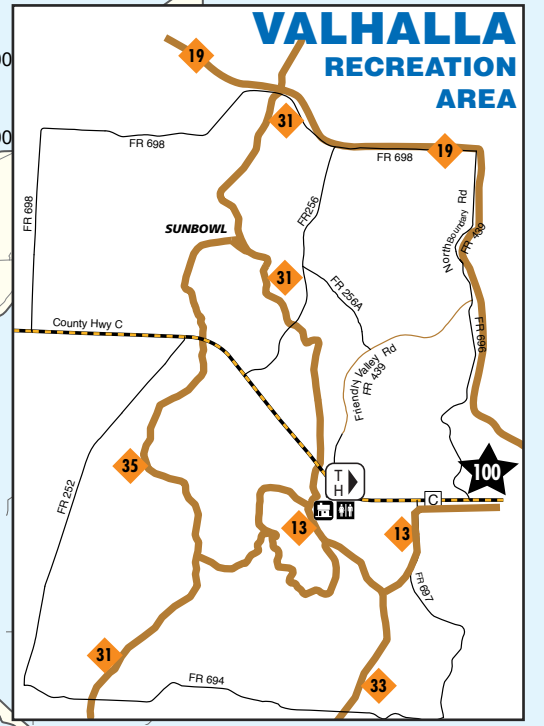 VALHALLA
RECREATION
AREA
19
31
FR 698
FR 698
19
FR 698
FR256
NorthBoundary Rd
FR 439
SUNBOWL
31
FR 256A
County Hwy C
FR 696
Friendly Valley Rd
FR 439
35
T
H
100
C
FR 252
13
13
FR 697
31
FR 694
33